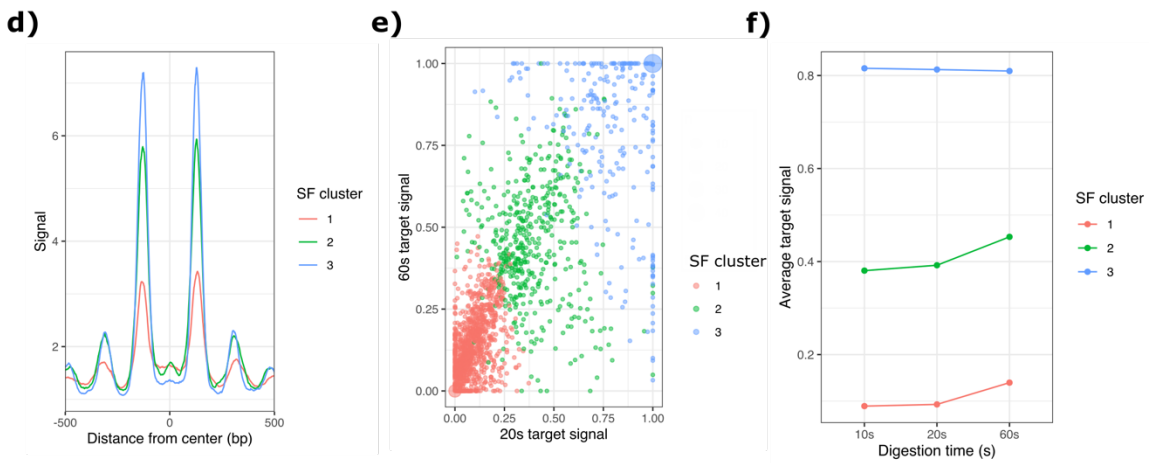 d)
e)
f)
6
4
2
Signal
-500
0
500
Distance from center (bp)
SF cluster
1
2
3
1.00
0.75
0.50
0.25
0.00
60s target signal
0.00
0.25
0.50
0.75
1.00
20s target signal
SF cluster
1
2
3
0.8
0.6
0.4
0.2
Average target signal
10s
20s
60s
Digestion time (s)
SF cluster
1
2
3